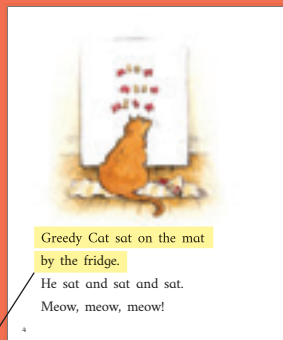 Greedy Cat sat on the mat
by the fridge.
He sat and sat and sat.
Meow, meow, meow!
4